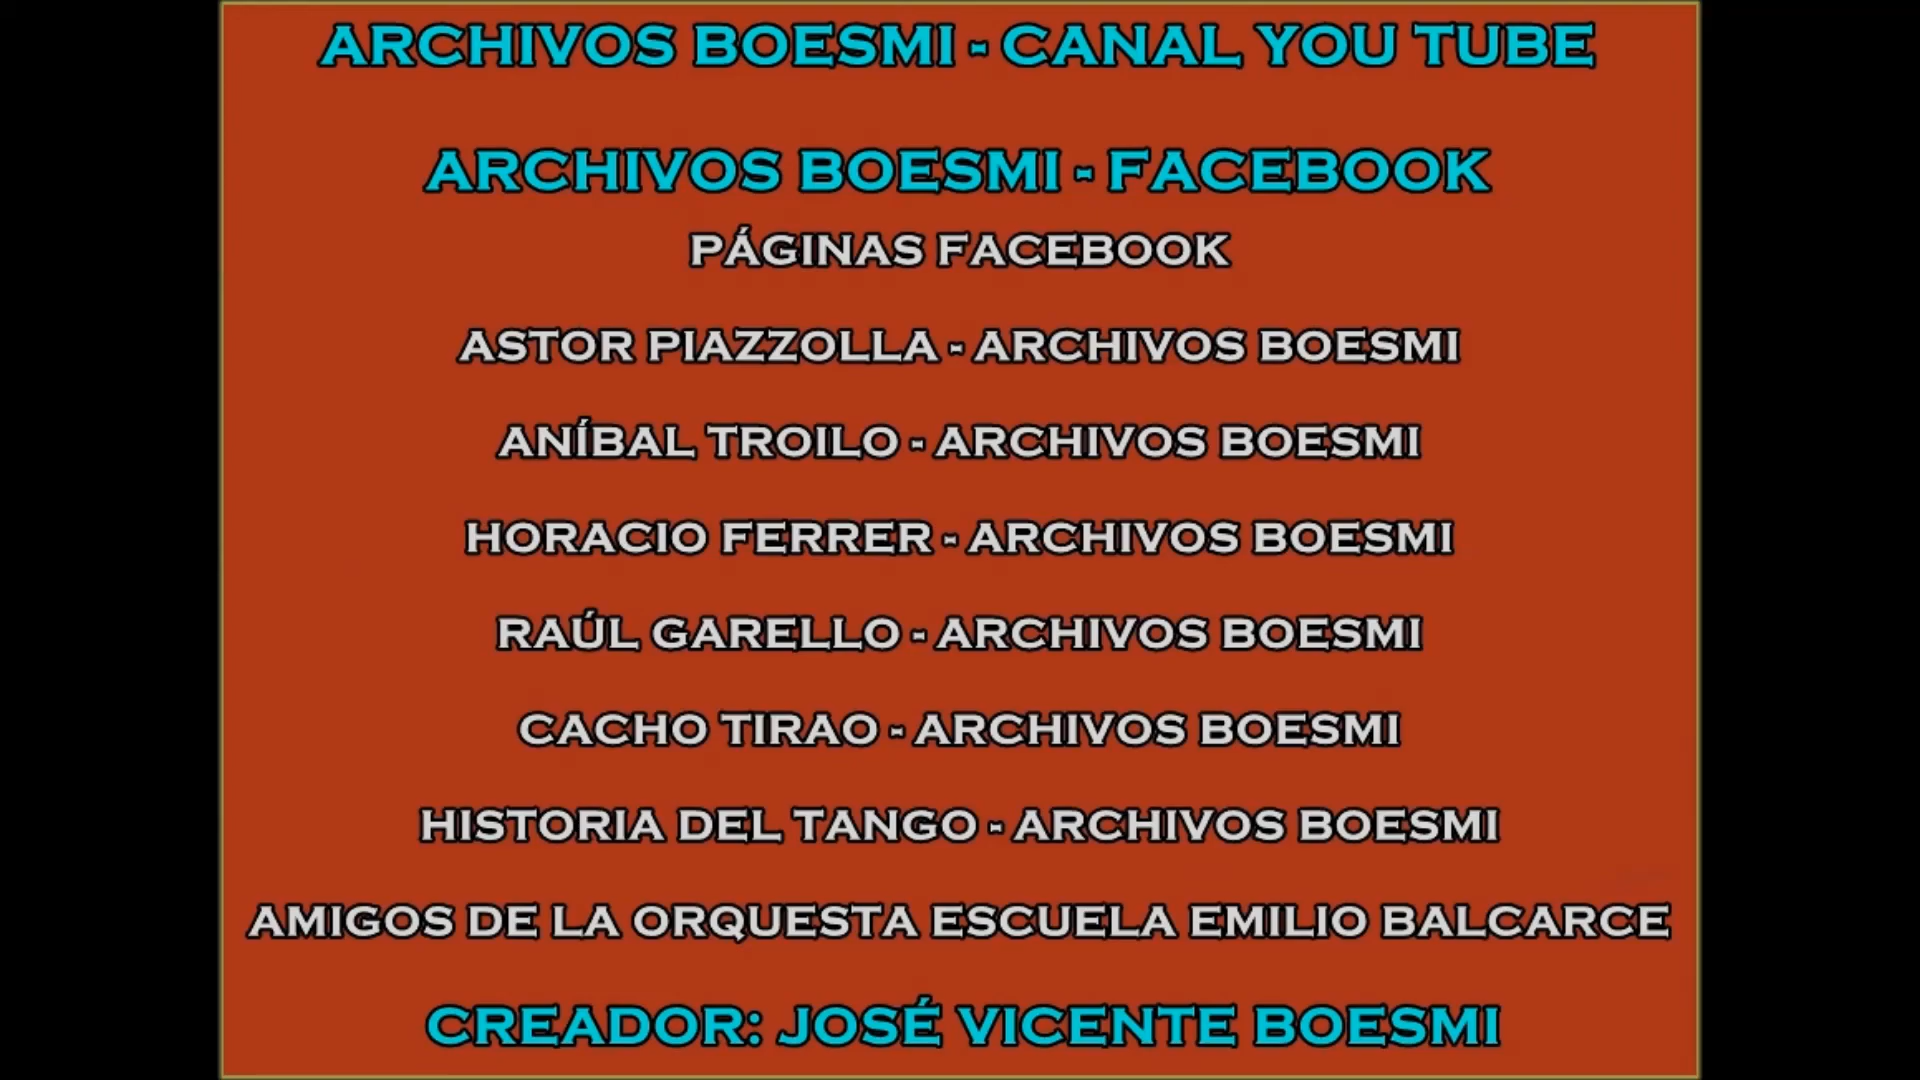 ARCHIVOS BOESMI - CANAL YOU TUBE
ARCHIVOS BOESMI - FACEBOOK
PÁGINAS FACEBOOK
ASTOR PIAZZOLLA - ARCHIVOS BOESMI
ANÍBAL TROILO - ARCHIVOS BOESMI
HORACIO FERRER - ARCHIVOS BOESMI
RAÚL GARELLO - ARCHIVOS BOESMI
CACHO TIRAO - ARCHIVOS BOESMI
HISTORIA DEL TANGO - ARCHIVOS BOESMI
AMIGOS DE LA ORQUESTA ESCUELA EMILIO BALCARCE
CREADOR: JOSÉ VICENTE BOESMI